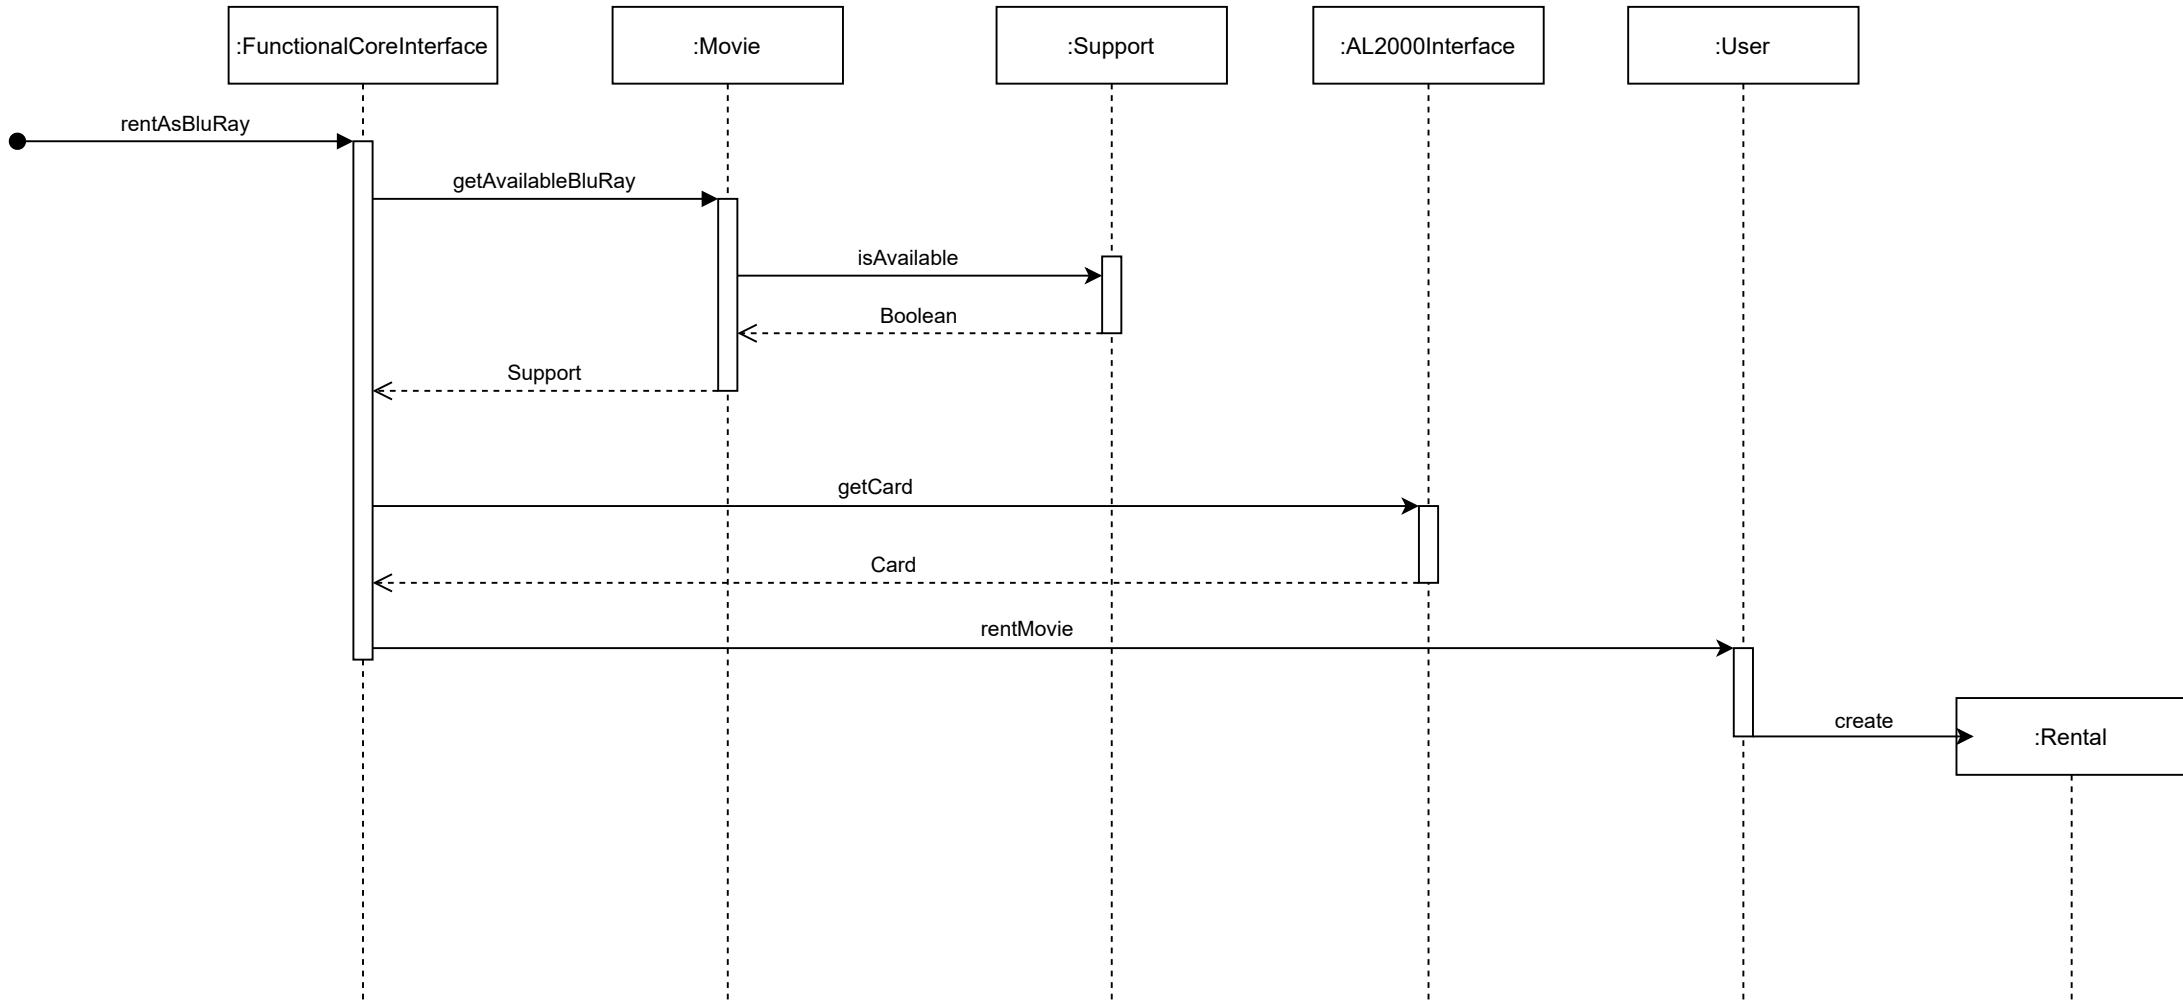 :FunctionalCoreInterface
:Movie
:Support
:AL2000Interface
:User
rentAsBluRay
getAvailableBluRay
isAvailable
Boolean
Support
getCard
Card
rentMovie
create
:Rental